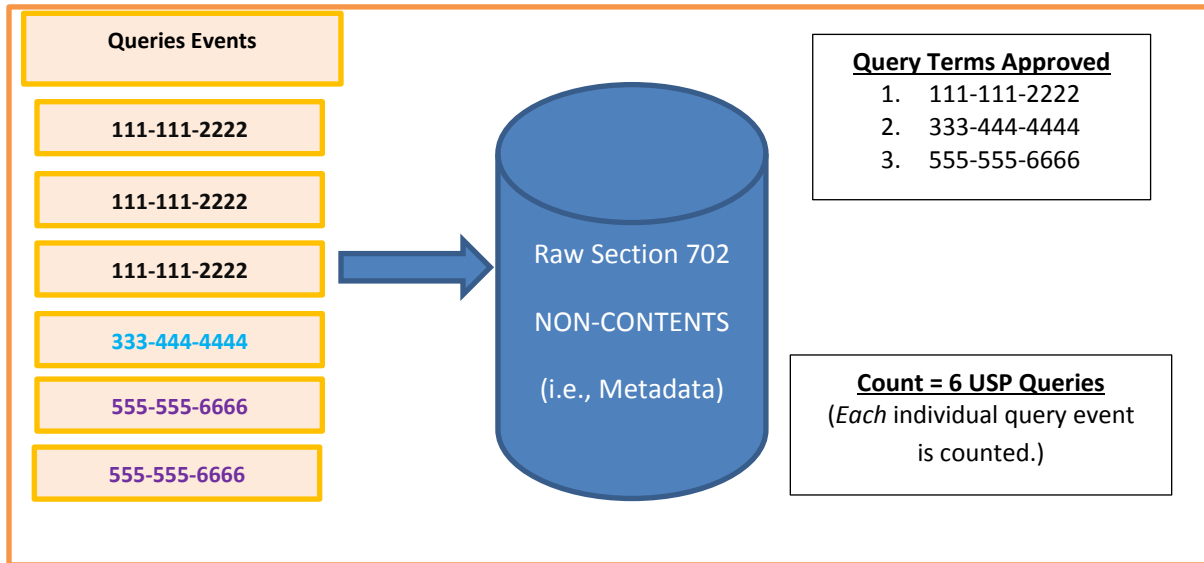 Queries Events
111-111-2222
111-111-2222
111-111-2222
333-444-4444
555-555-6666
555-555-6666
Raw Section 702
NON-CONTENTS
(i.e., Metadata)
Query Terms Approved
1. 111-111-2222
2. 333-444-4444
3. 555-555-6666
Count = 6 USP Queries
(Each individual query event
is counted.)